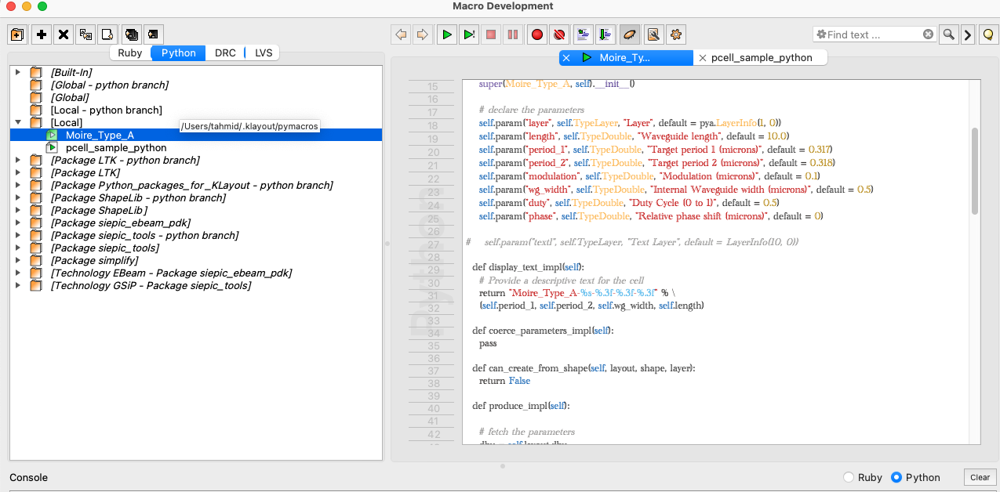 Macro Development
Find text ...
Ruby Python DRC LVS
[Built-In]
[Global - python branch]
[Global]
[Local - python branch]
[Local]
/Users/tahmid/.klayout/pymacros
Moire_Type_A
pcell_sample_python
[Package LTK - python branch]
[Package LTK]
[Package Python_packages_for_KLayout - python branch]
[Package ShapeLib - python branch]
[Package ShapeLib]
[Package siepic_ebeam_pdk]
[Package siepic_tools - python branch]
[Package siepic_tools]
[Package simplify]
[Technology EBeam - Package siepic_ebeam_pdk]
[Technology GSiP - Package siepic_tools]
Moire_Ty... pcell_sample_python
15 super(Moire_Type_A, self).__init__()
16
17 # declare the parameters
18 self.param("layer", self.TypeLayer, "Layer", default = pya.LayerInfo(1, 0))
19 self.param("length", self.TypeDouble, "Waveguide length", default = 10.0)
20 self.param("period_1", self.TypeDouble, "Target period 1 (microns)", default = 0.317)
21 self.param("period_2", self.TypeDouble, "Target period 2 (microns)", default = 0.318)
22 self.param("modulation", self.TypeDouble, "Modulation (microns)", default = 0.1)
23 self.param("wg_width", self.TypeDouble, "Internal Waveguide width (microns)", default = 0.5)
24 self.param("duty", self.TypeDouble, "Duty Cycle (0 to 1)", default = 0.5)
25 self.param("phase", self.TypeDouble, "Relative phase shift (microns)", default = 0)
26
27 # self.param("textl", self.TypeLayer, "Text Layer", default = LayerInfo(10, 0))
28
29 def display_text_impl(self):
30 # Provide a descriptive text for the cell
31 return "Moire_Type_A-%s-%.3f-%.3f-%.3f" % \
32 (self.period_1, self.period_2, self.wg_width, self.length)
33
34 def coerce_parameters_impl(self):
35 pass
36
37 def can_create_from_shape(self, layout, shape, layer):
38 return False
39
40 def produce_impl(self):
41
42 # fetch the parameters
dbu = self.layout.dbu
Python
Console
Ruby Python Clear